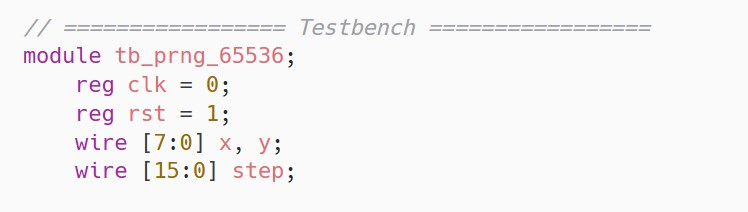 // ================= Testbench =================
module tb_prng_65536;
    reg clk = 0;
    reg rst = 1;
    wire [7:0] x, y;
    wire [15:0] step;